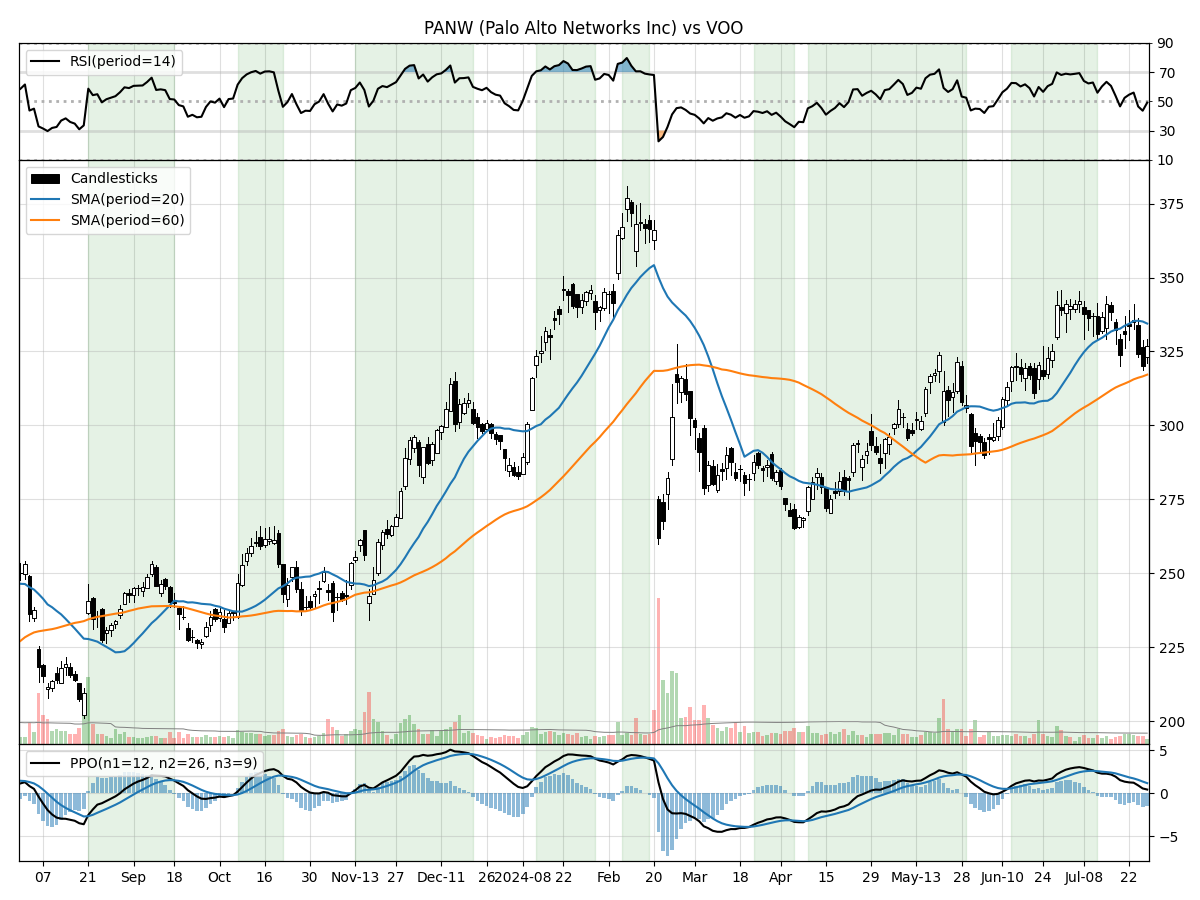 PANW (Palo Alto Networks Inc) vs VOO
RSI(period=14)
90
70
50
30
10
Candlesticks
SMA(period=20)
SMA(period=60)
375
350
325
300
275
250
225
200
PPO(n1=12, n2=26, n3=9)
5
0
−5
07 21 Sep 18 Oct 16 30 Nov-13 27 Dec-11 26 2024-08 22 Feb 20 Mar 18 Apr 15 29 May-13 28 Jun-10 24 Jul-08 22